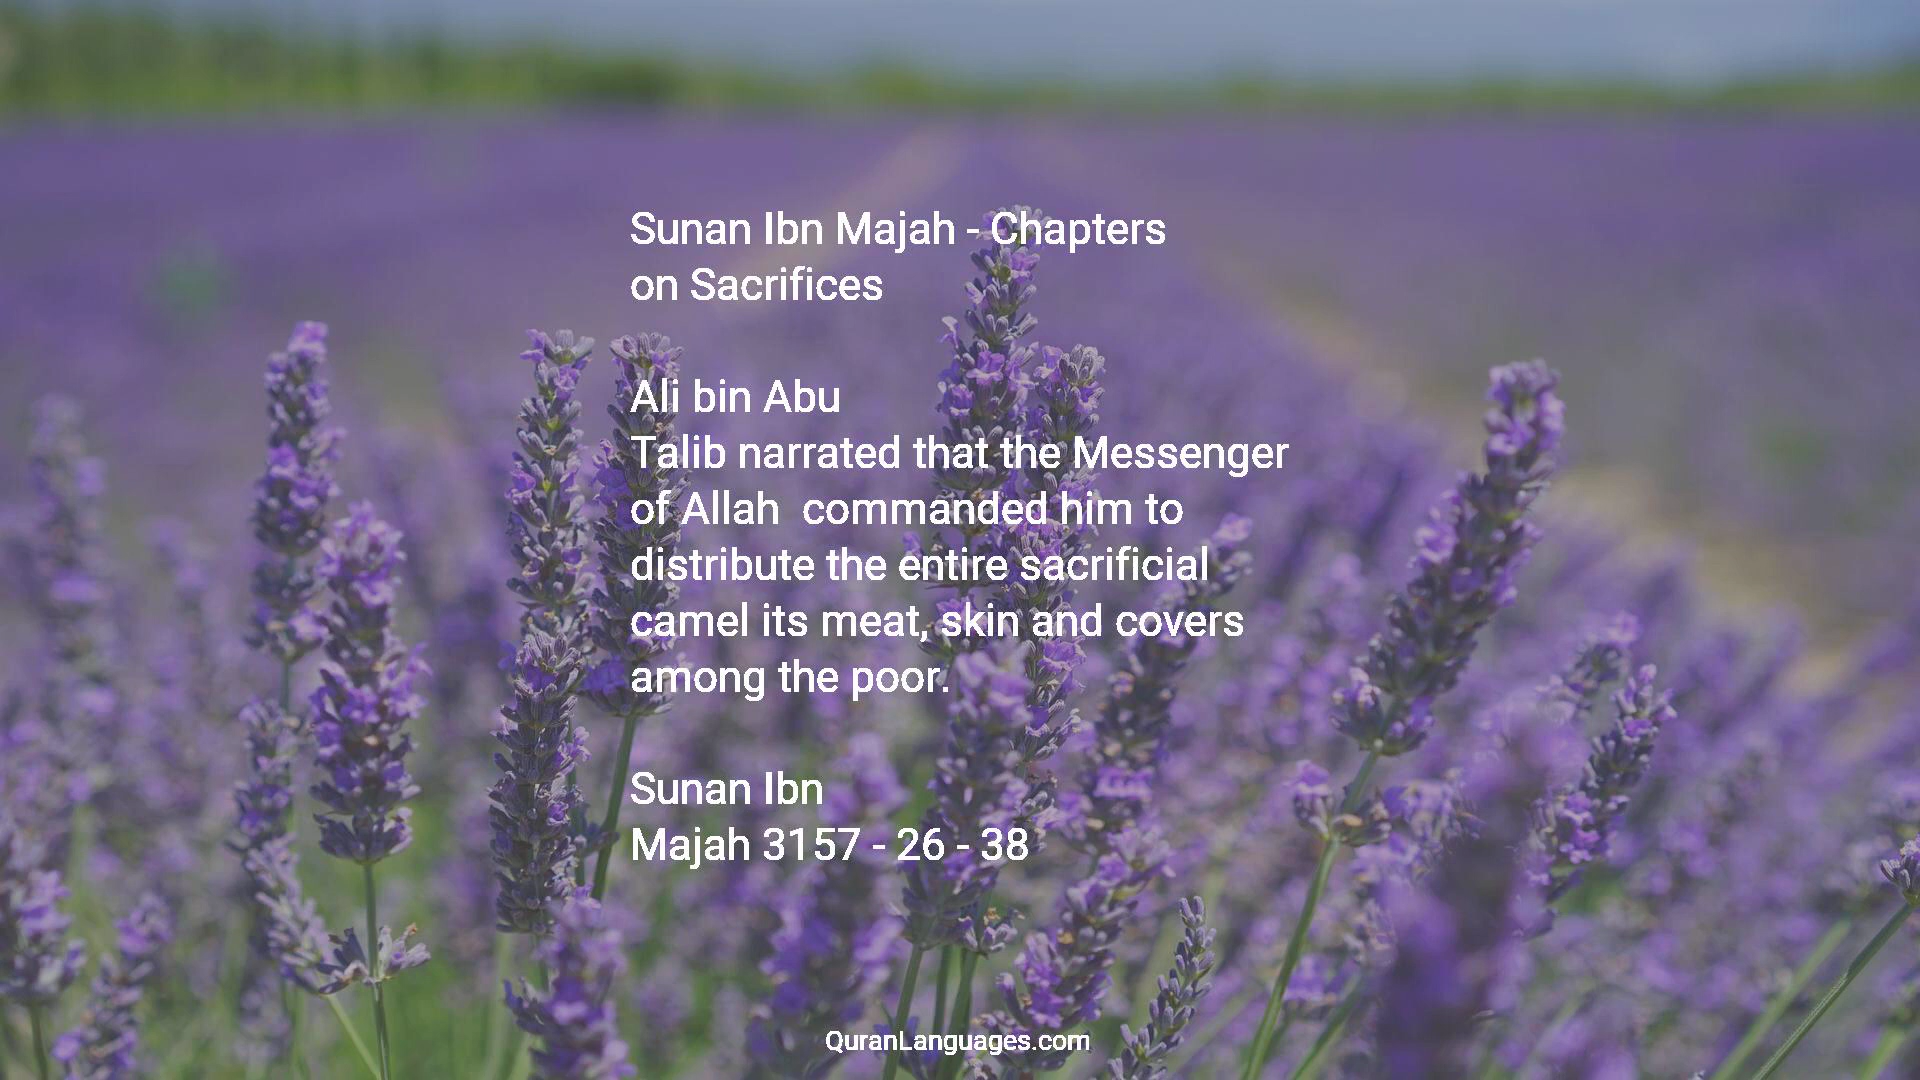 Sunan Ibn Majah - Chapters
on Sacrifices
Ali bin Abu
Talib narrated that the Messenger
of Allah  commanded him to
distribute the entire sacrificial
camel its meat, skin and covers
among the poor.
Sunan Ibn
Majah 3157 - 26 - 38
QuranLanguages.com